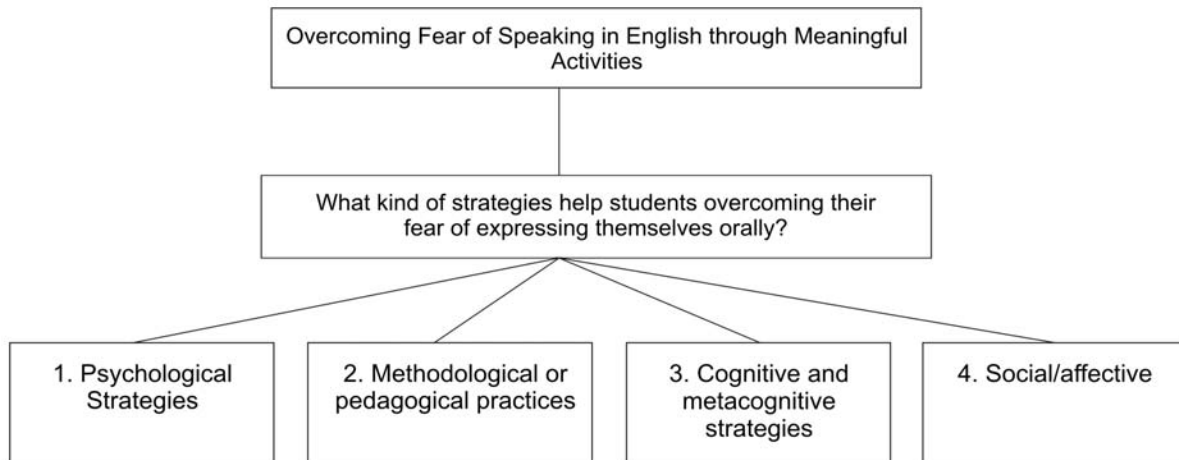 Overcoming Fear of Speaking in English through Meaningful
Activities
What kind of strategies help students overcoming their
fear of expressing themselves orally?
1. Psychological
Strategies
2. Methodological or
pedagogical practices
3. Cognitive and
metacognitive
strategies
4. Social/affective